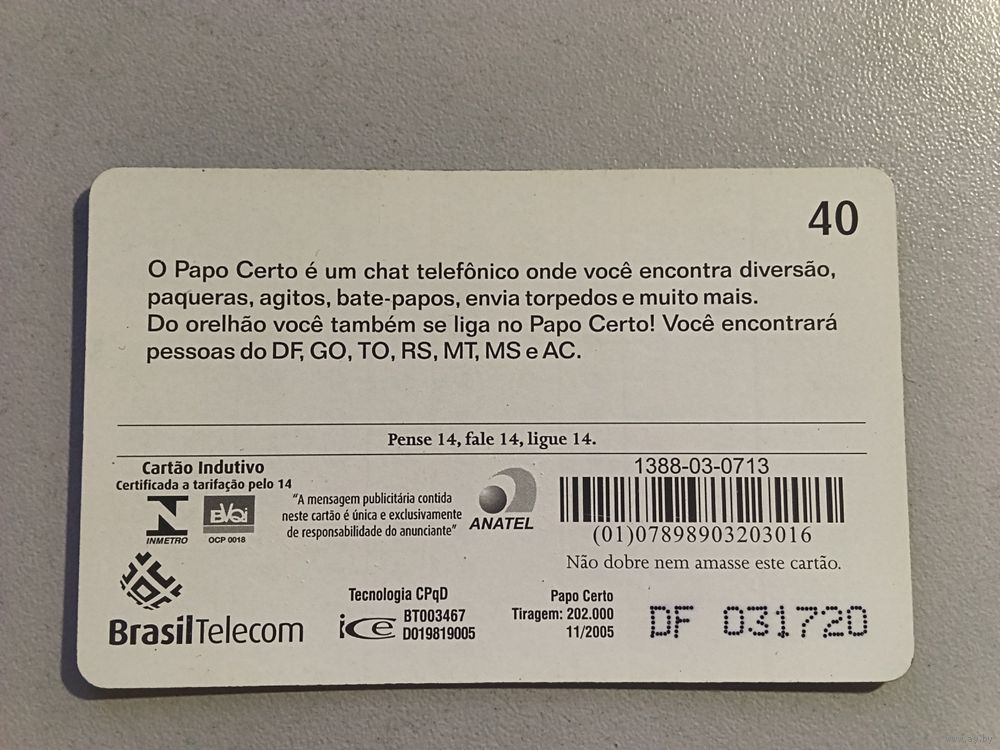 40
O Papo Certo é um chat telefônico onde você encontra diversão,
paqueras, agitos, bate-papos, envia torpedos e muito mais.
Do orelhão você também se liga no Papo Certo! Você encontrará
pessoas do DF, GO, TO, RS, MT, MS e AC.
Pense 14, fale 14, ligue 14.
Cartão Indutivo
Certificada a tarifação pelo 14
INMETRO
BVQi
OCP 0018
"A mensagem publicitária contida
neste cartão é única e exclusivamente
de responsabilidade do anunciante"
ANATEL
1388-03-0713
(01)07898903203016
Não dobre nem amasse este cartão.
BrasilTelecom
Tecnologia CPqD
ice
BT003467
D019819005
Papo Certo
Tiragem: 202.000
11/2005
DF 031720